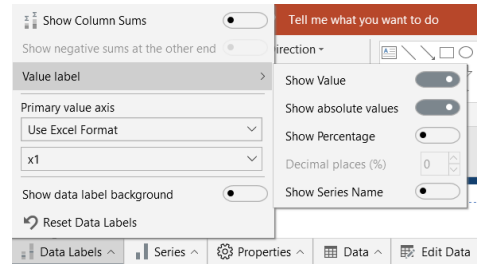 Show Column Sums
Tell me what you want to do
Show negative sums at the other end
irection
Value label
Show Value
Primary value axis
Show absolute values
Use Excel Format
Show Percentage
x1
Decimal places (%)
0
Show data label background
Show Series Name
Reset Data Labels
Data Labels
Series
Properties
Data
Edit Data